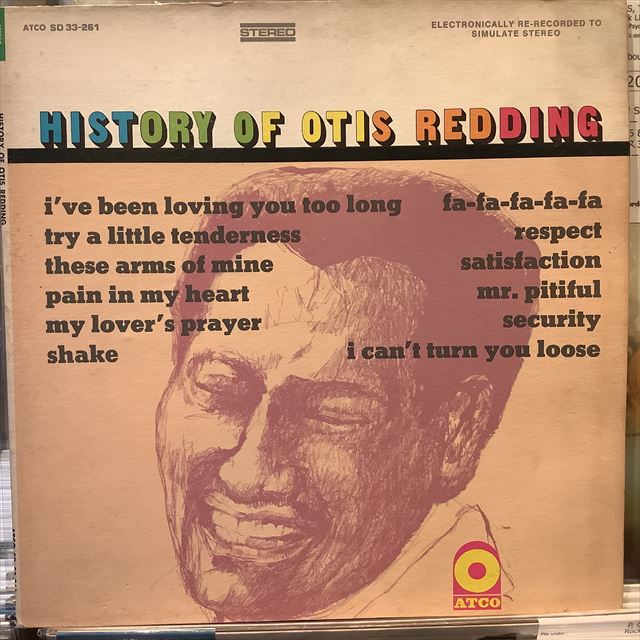 ATCO SD 33-261
STEREO
ELECTRONICALLY RE-RECORDED TO
SIMULATE STEREO
HISTORY OF OTIS REDDING
HISTORY OF OTIS REDDING
i've been loving you too long
try a little tenderness
these arms of mine
pain in my heart
my lover's prayer
shake
fa-fa-fa-fa-fa
respect
satisfaction
mr. pitiful
security
i can't turn you loose
ATCO